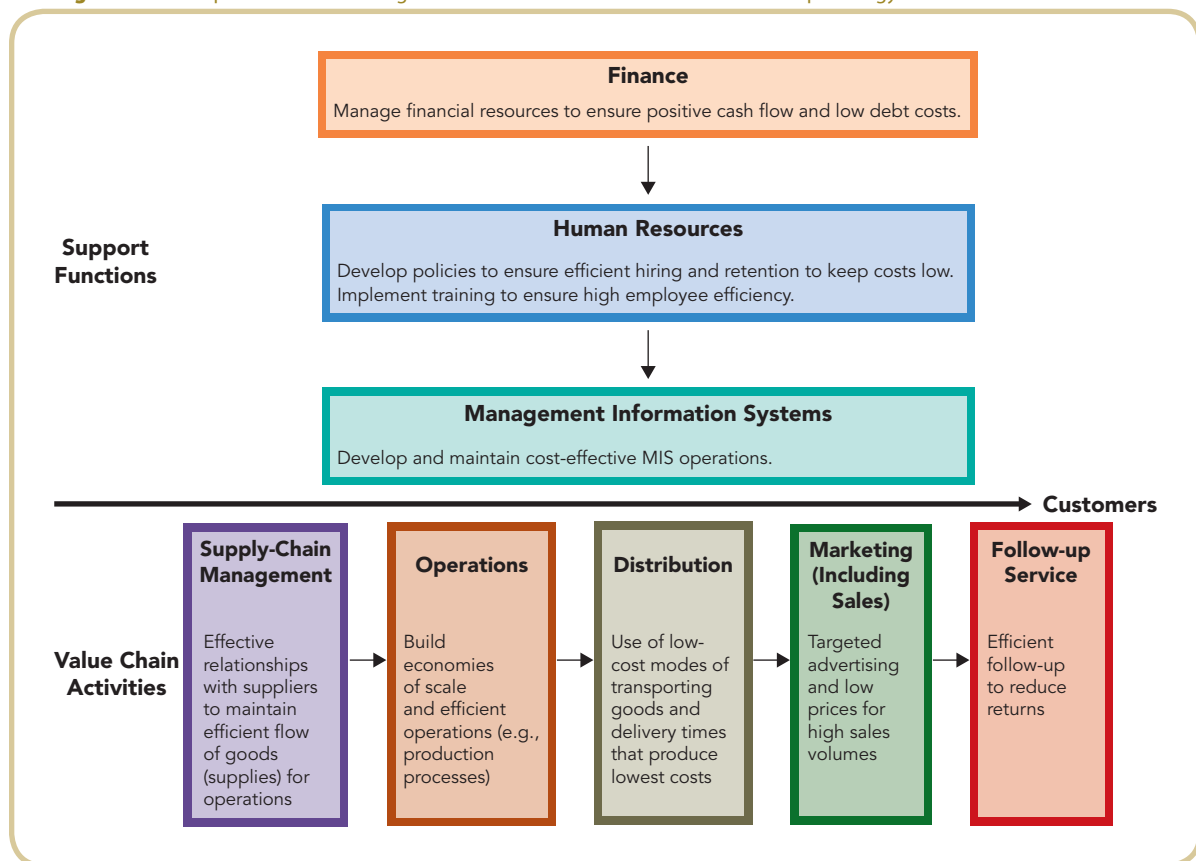 Finance
Manage financial resources to ensure positive cash flow and low debt costs.
Human Resources
Develop policies to ensure efficient hiring and retention to keep costs low.
Implement training to ensure high employee efficiency.
Support
Functions
Management Information Systems
Develop and maintain cost-effective MIS operations.
Customers
Value Chain
Activities
Supply-Chain
Management
Effective
relationships
with suppliers
to maintain
efficient flow
of goods
(supplies) for
operations
Operations
Build
economies
of scale
and efficient
operations (e.g.,
production
processes)
Distribution
Use of low-
cost modes of
transporting
goods and
delivery times
that produce
lowest costs
Marketing
(Including
Sales)
Targeted
advertising
and low
prices for
high sales
volumes
Follow-up
Service
Efficient
follow-up
to reduce
returns